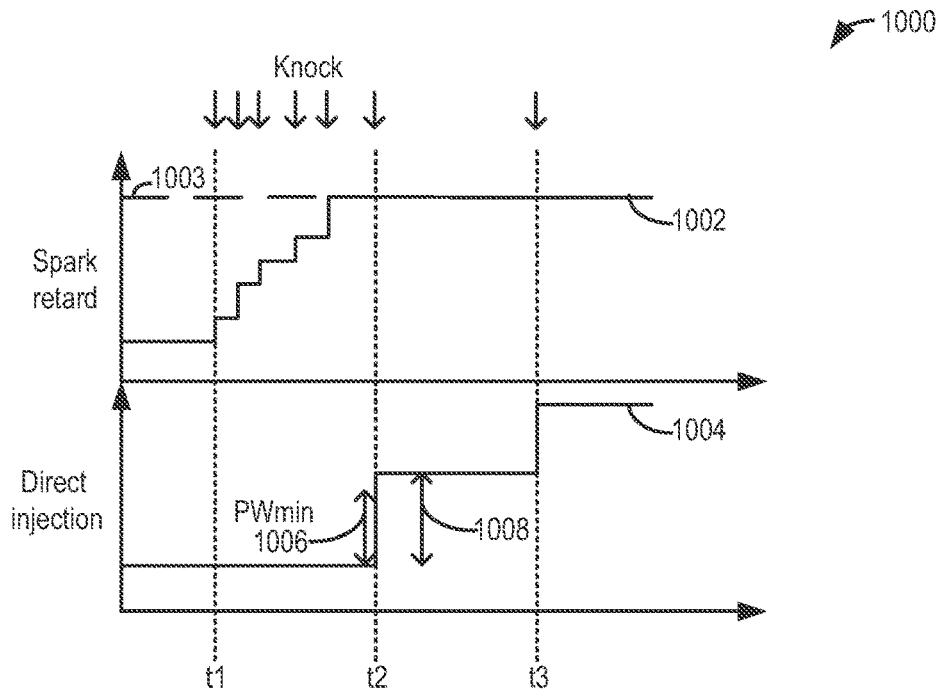 1000
Knock
1003
1002
Spark
retard
1004
Direct
injection
PWmin
1006
1008
t1
t2
t3